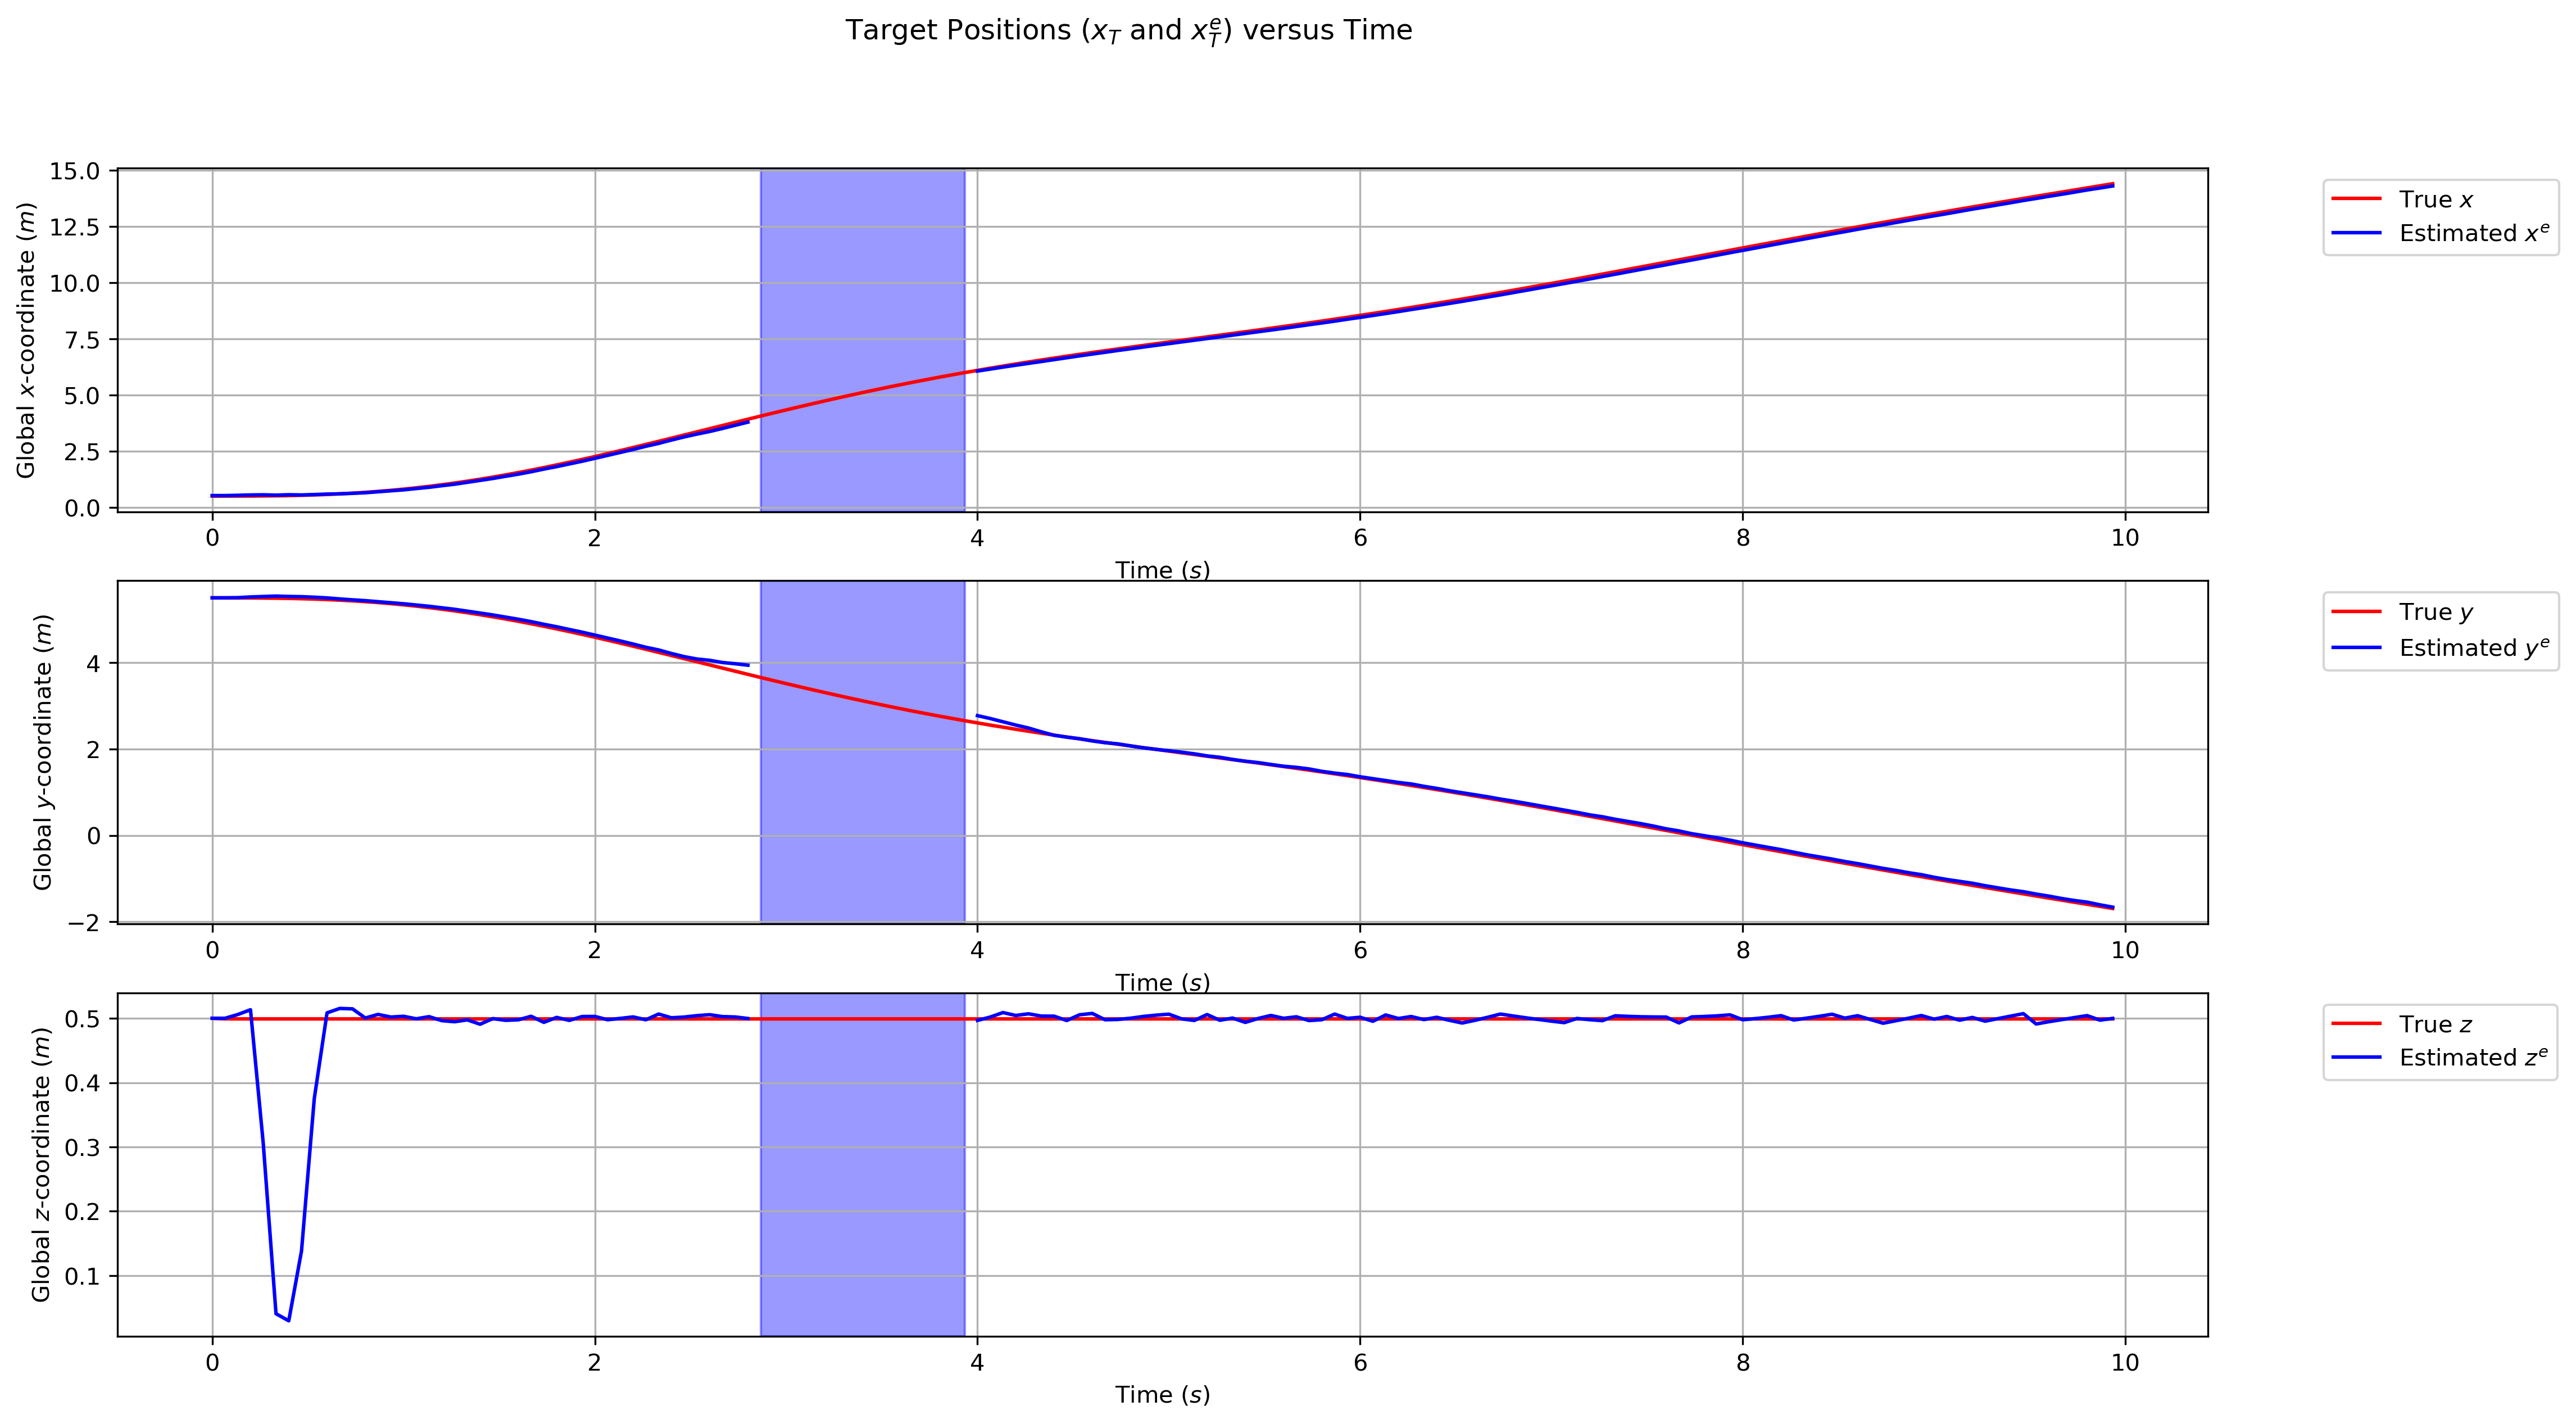 Target Positions (x_T and x_T^e) versus Time
15.0
12.5
10.0
7.5
5.0
2.5
0.0
Global x-coordinate (m)
0 2 4 6 8 10
Time (s)
True x
Estimated x^e
4
2
0
−2
Global y-coordinate (m)
0 2 4 6 8 10
Time (s)
True y
Estimated y^e
0.5
0.4
0.3
0.2
0.1
Global z-coordinate (m)
0 2 4 6 8 10
Time (s)
True z
Estimated z^e